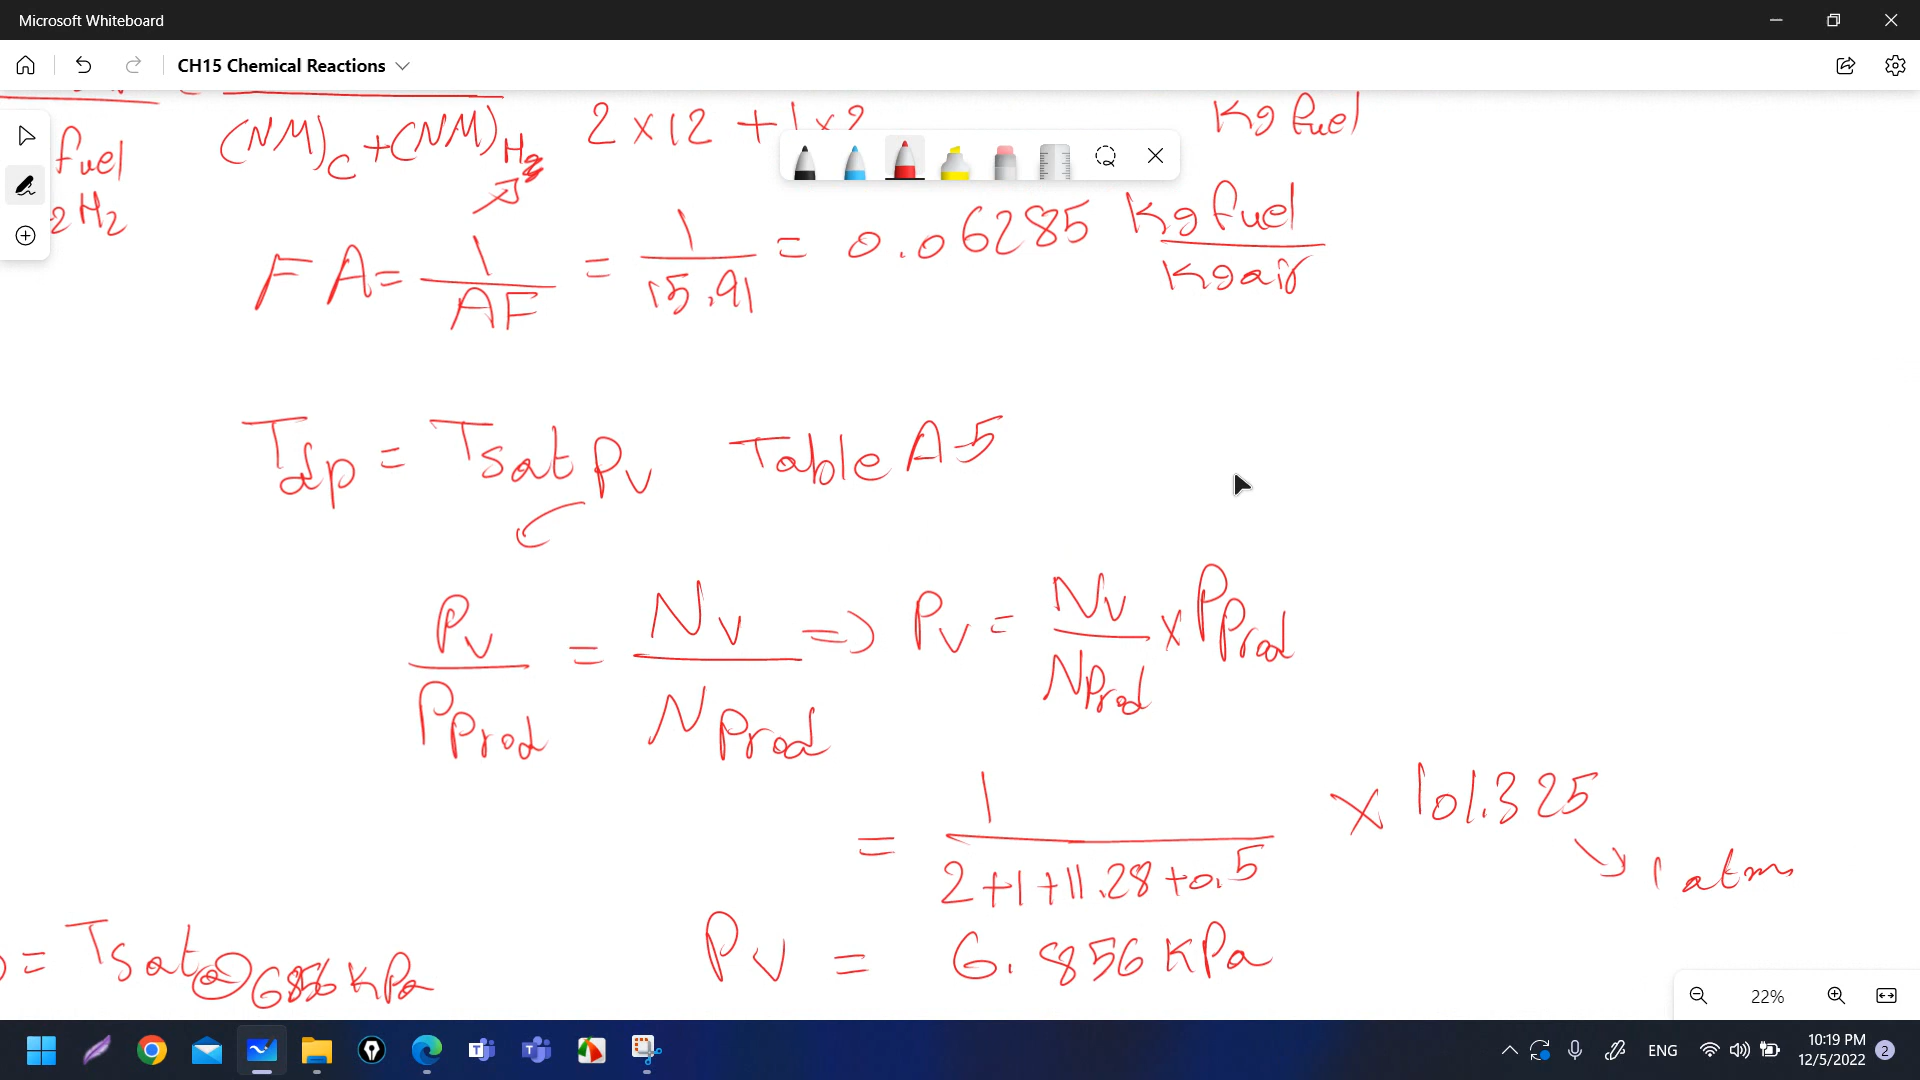 Microsoft Whiteboard
CH15 Chemical Reactions
(NM)C + (NM)H2 2 x 12 + 1 x 2 Kg fuel
fuel
2H2
FA = 1/AF = 1/15.91 = 0.06285 Kg fuel/Kg air
Tdp = Tsat Pv Table A-5
Pv/PProd = Nv/NProd => Pv = Nv/NProd x PProd
= 1/(2+1+11.28+0.5) x 101.325
1 atm
Pv = 6.856 KPa
= Tsat@6.856 KPa
22%
ENG
10:19 PM
12/5/2022
2